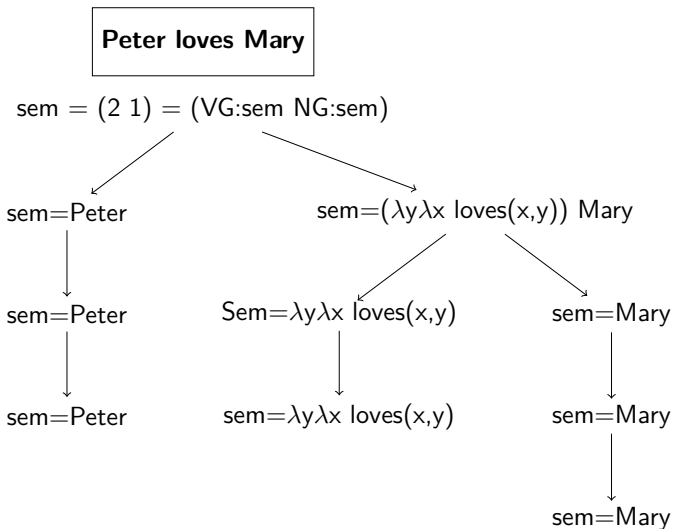 Peter loves Mary
sem = (2 1) = (VG:sem NG:sem)
sem=Peter
sem=(λyλx loves(x,y)) Mary
sem=Peter
Sem=λyλx loves(x,y)
sem=Mary
sem=Peter
sem=λyλx loves(x,y)
sem=Mary
sem=Mary